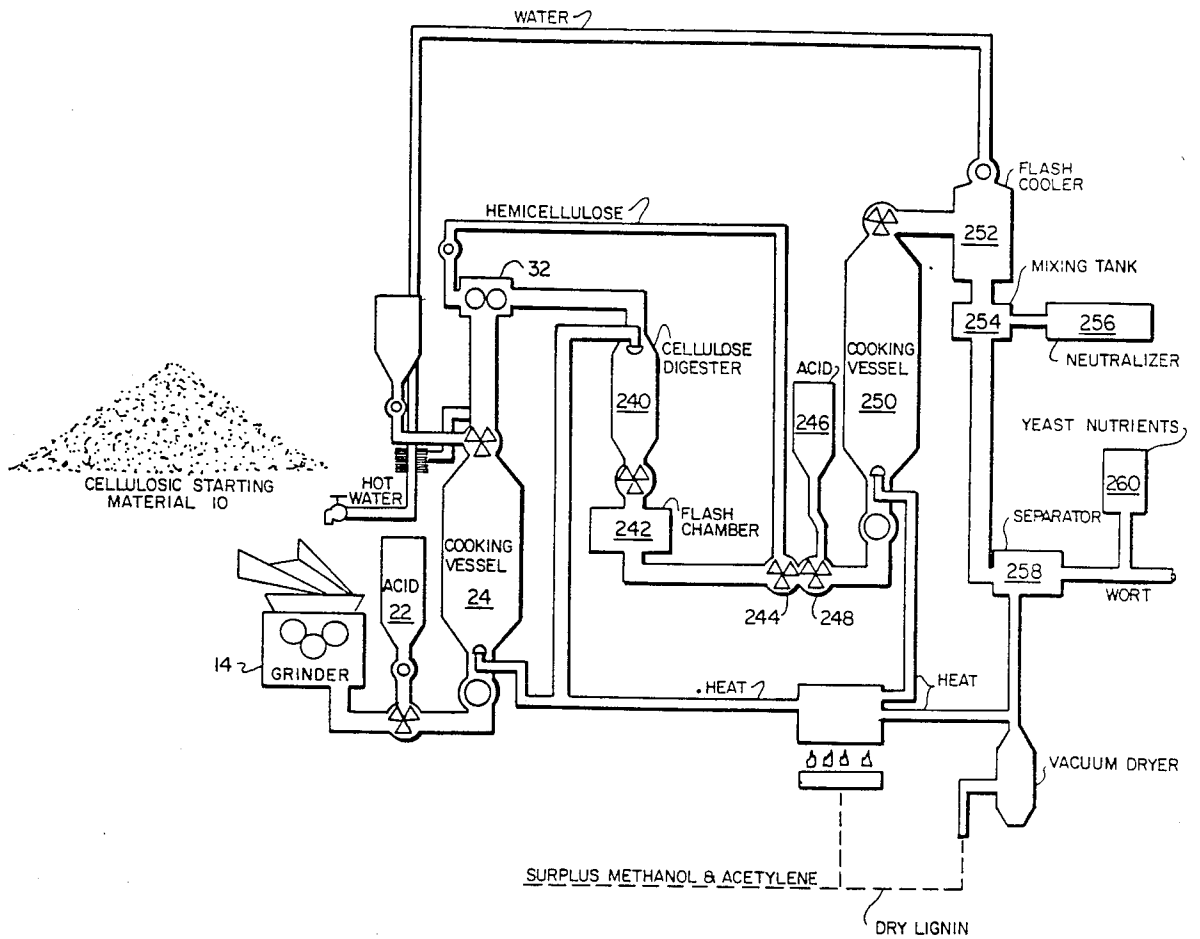 WATER
FLASH
COOLER
HEMICELLULOSE
252
32
MIXING TANK
254
256
NEUTRALIZER
CELLULOSE
DIGESTER
COOKING
VESSEL
250
ACID
246
240
YEAST NUTRIENTS
260
CELLULOSIC STARTING
MATERIAL 10
HOT
WATER
242
FLASH
CHAMBER
SEPARATOR
258
WORT
COOKING
VESSEL
24
ACID
22
244
248
14
GRINDER
HEAT
HEAT
VACUUM DRYER
SURPLUS METHANOL & ACETYLENE
DRY LIGNIN